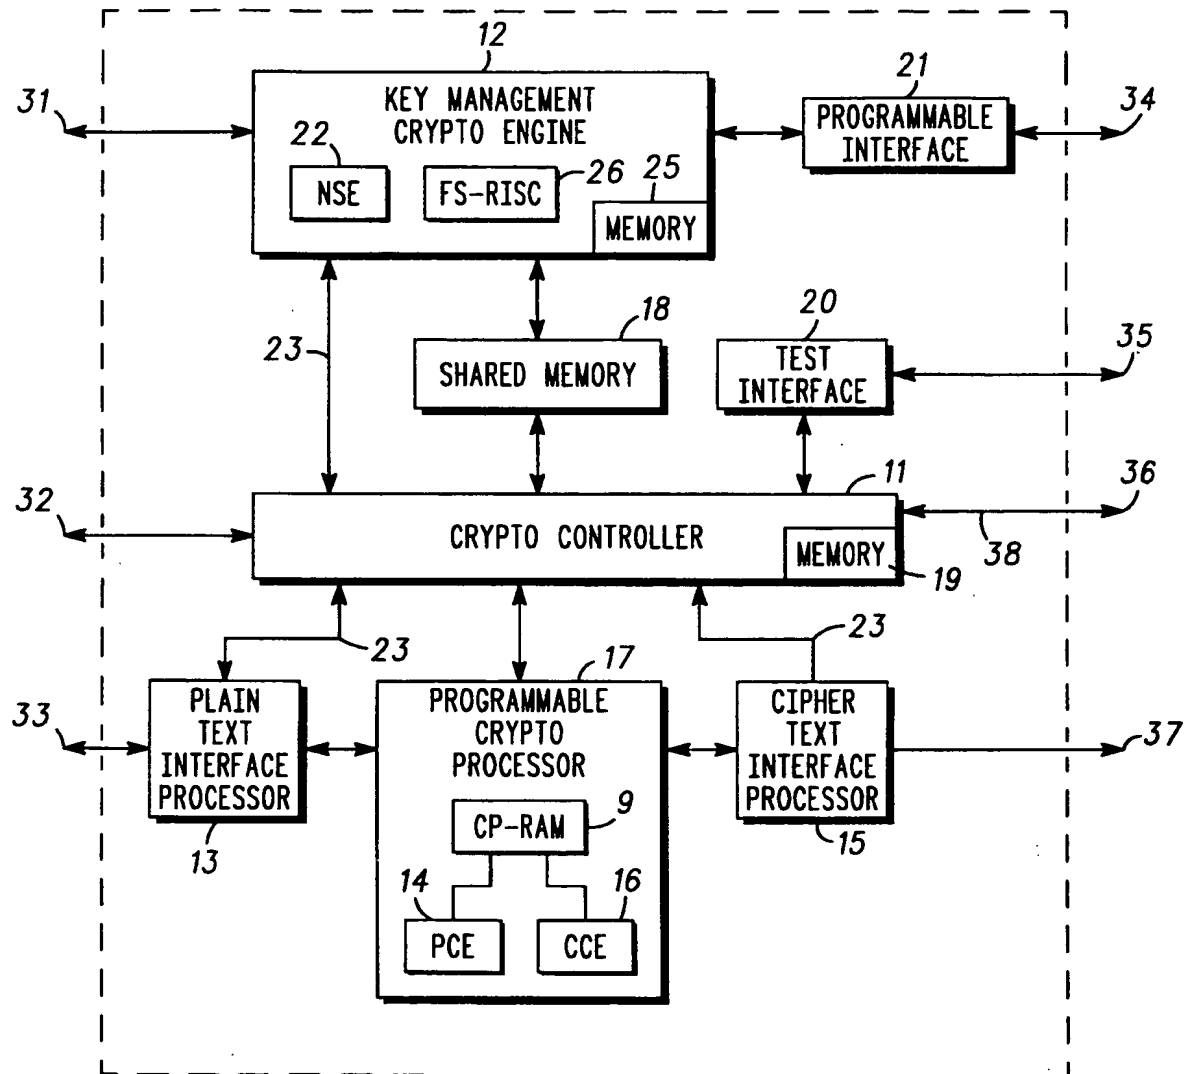 12
21
31
34
KEY MANAGEMENT
CRYPTO ENGINE
PROGRAMMABLE
INTERFACE
22
26
25
NSE
FS-RISC
MEMORY
18
20
23
35
SHARED MEMORY
TEST
INTERFACE
11
36
32
CRYPTO CONTROLLER
38
MEMORY
19
23
23
17
33
PLAIN
TEXT
INTERFACE
PROCESSOR
PROGRAMMABLE
CRYPTO
PROCESSOR
CIPHER
TEXT
INTERFACE
PROCESSOR
37
9
CP-RAM
13
15
14
16
PCE
CCE